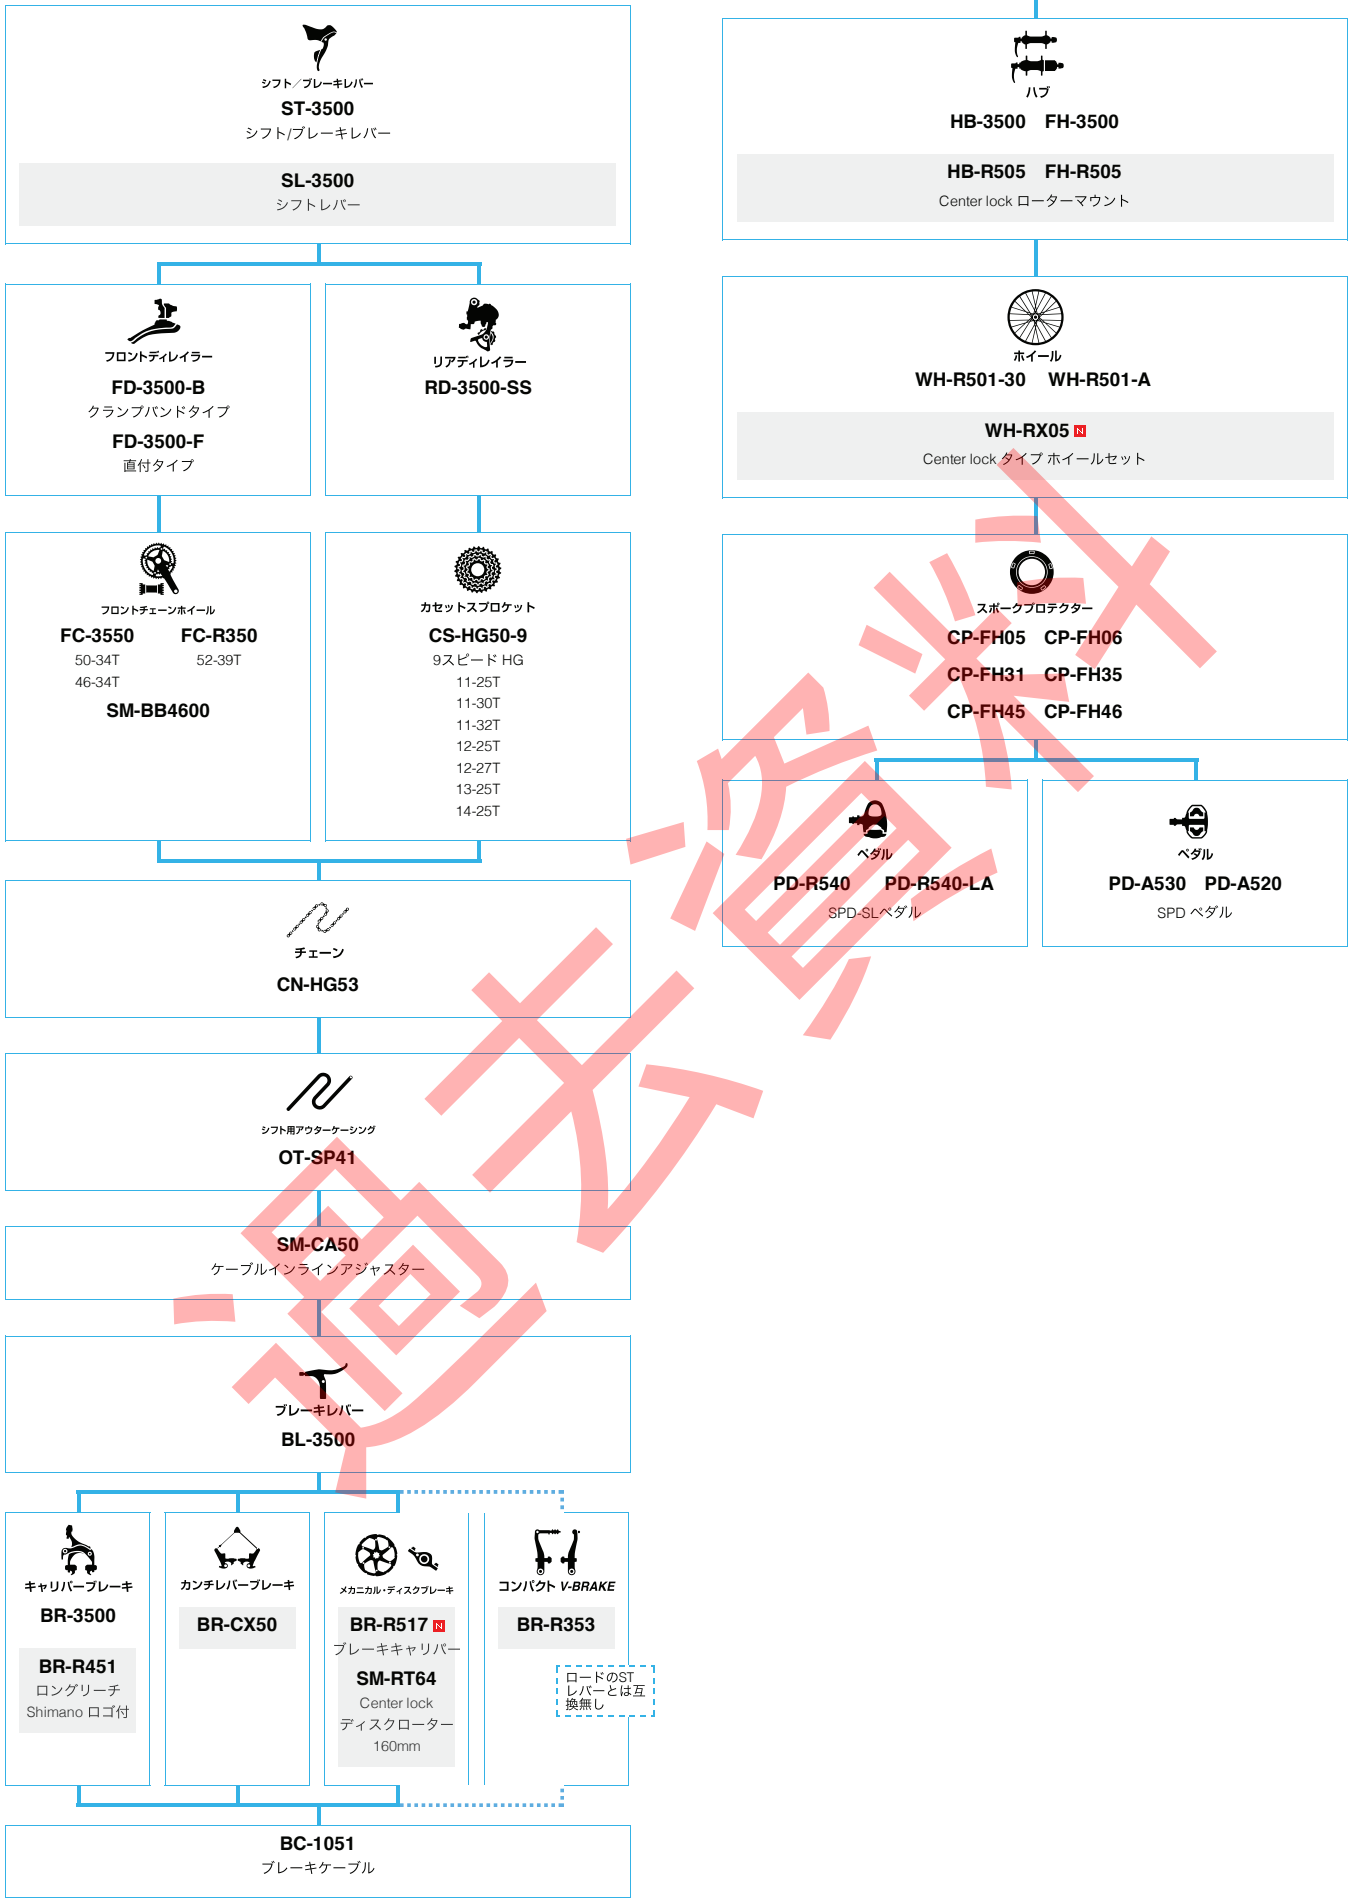 シフト／ブレーキレバー
ST-3500
シフト/ブレーキレバー
SL-3500
シフトレバー
フロントディレイラー
FD-3500-B
クランプバンドタイプ
FD-3500-F
直付タイプ
リアディレイラー
RD-3500-SS
フロントチェーンホイール
FC-3550 FC-R350
50-34T 52-39T
46-34T
SM-BB4600
カセットスプロケット
CS-HG50-9
9スピード HG
11-25T
11-30T
11-32T
12-25T
12-27T
13-25T
14-25T
チェーン
CN-HG53
シフト用アウターケーシング
OT-SP41
SM-CA50
ケーブルインラインアジャスター
ブレーキレバー
BL-3500
キャリパーブレーキ
BR-3500
BR-R451
ロングリーチ
Shimano ロゴ付
カンチレバーブレーキ
BR-CX50
メカニカル・ディスクブレーキ
BR-R517 N
ブレーキキャリパー
SM-RT64
Center lock
ディスクローター
160mm
コンパクト V-BRAKE
BR-R353
ロードのST
レバーとは互
換無し
BC-1051
ブレーキケーブル
ハブ
HB-3500 FH-3500
HB-R505 FH-R505
Center lock ローターマウント
ホイール
WH-R501-30 WH-R501-A
WH-RX05 N
Center lock タイプ ホイールセット
スポークプロテクター
CP-FH05 CP-FH06
CP-FH31 CP-FH35
CP-FH45 CP-FH46
ペダル
PD-R540 PD-R540-LA
SPD-SLペダル
ペダル
PD-A530 PD-A520
SPD ペダル
過去資料